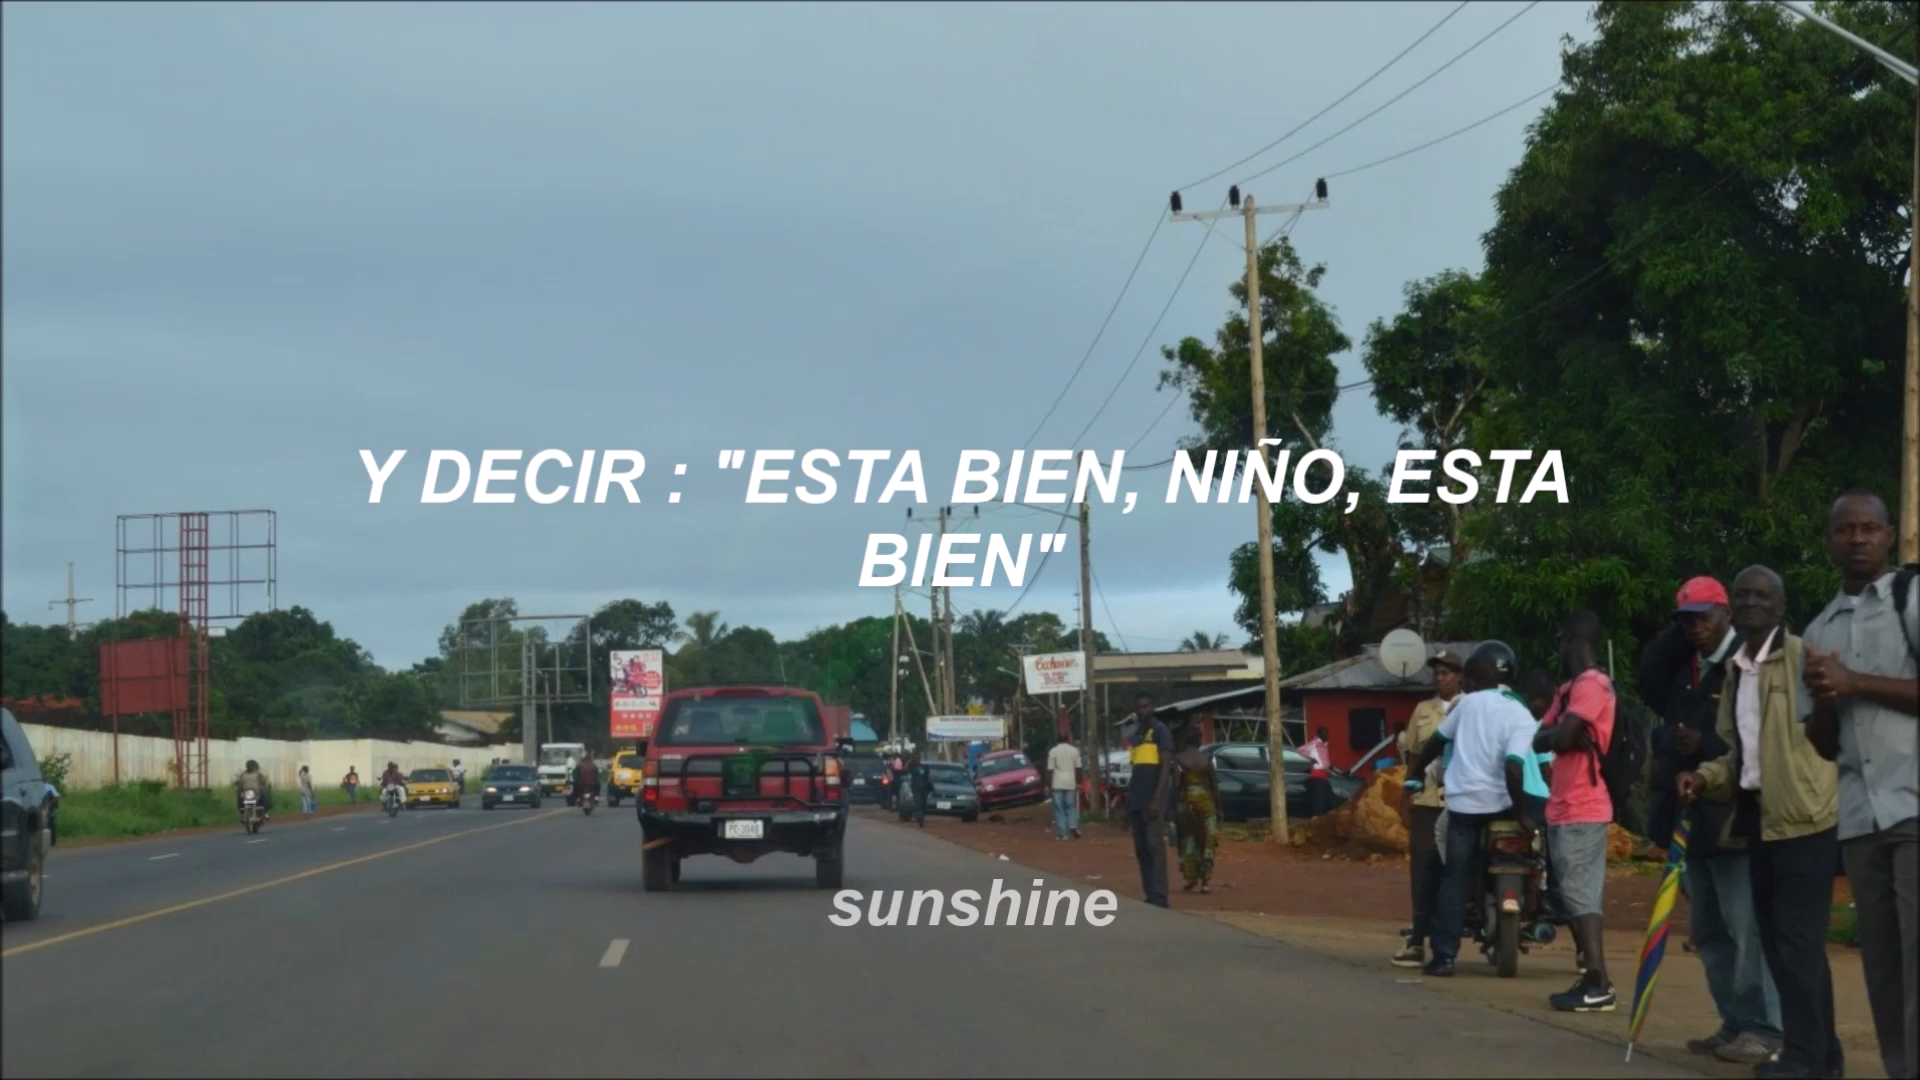 Y DECIR : "ESTA BIEN, NIÑO, ESTA
BIEN"
sunshine